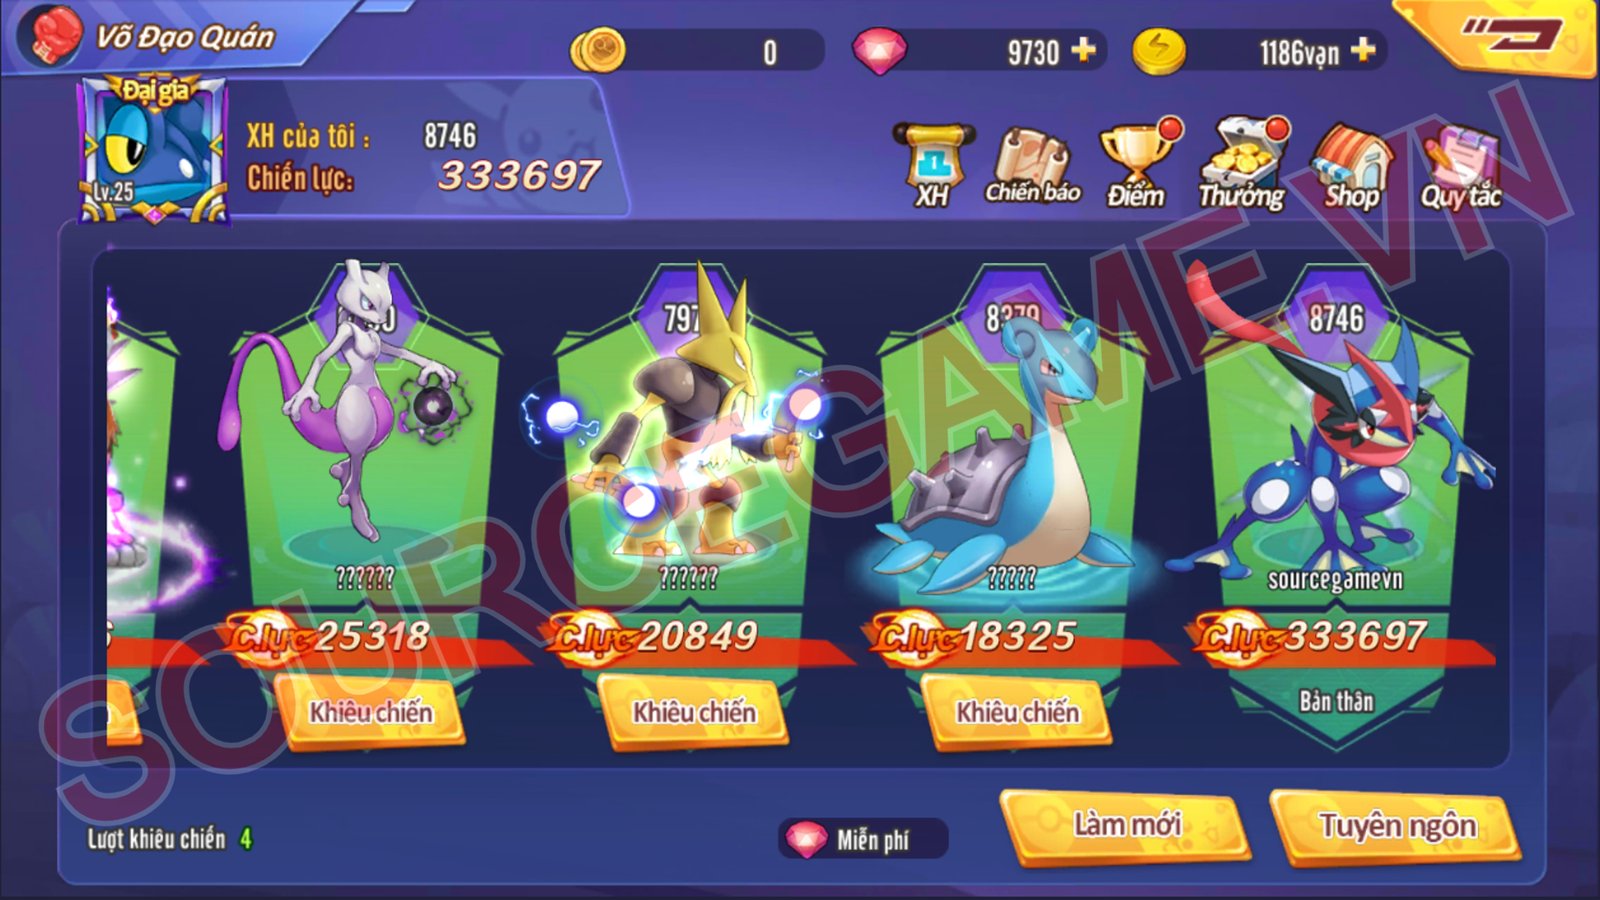 Võ Đạo Quán
0
9730
1186vạn
Đại gia
Lv.25
XH của tôi :
8746
Chiến lực:
333697
XH
Chiến báo
Điểm
Thưởng
Shop
Quy tắc
8746
??????
??????
?????
sourcegamevn
C.lực 25318
C.lực 20849
C.lực 18325
C.lực 333697
Khiêu chiến
Khiêu chiến
Khiêu chiến
Bản thân
Lượt khiêu chiến 4
Miễn phí
Làm mới
Tuyên ngôn
SOURCEGAME.VN